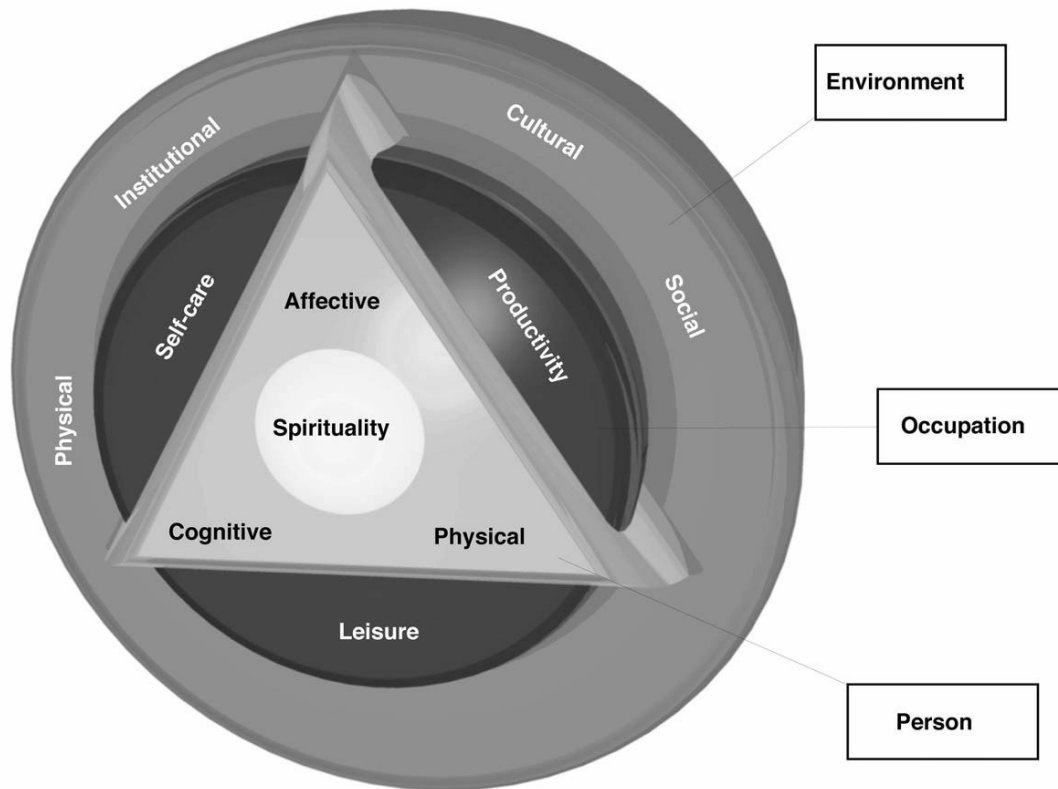 Environment
Cultural
Institutional
Social
Productivity
Self-care
Affective
Physical
Spirituality
Occupation
Cognitive
Physical
Leisure
Person